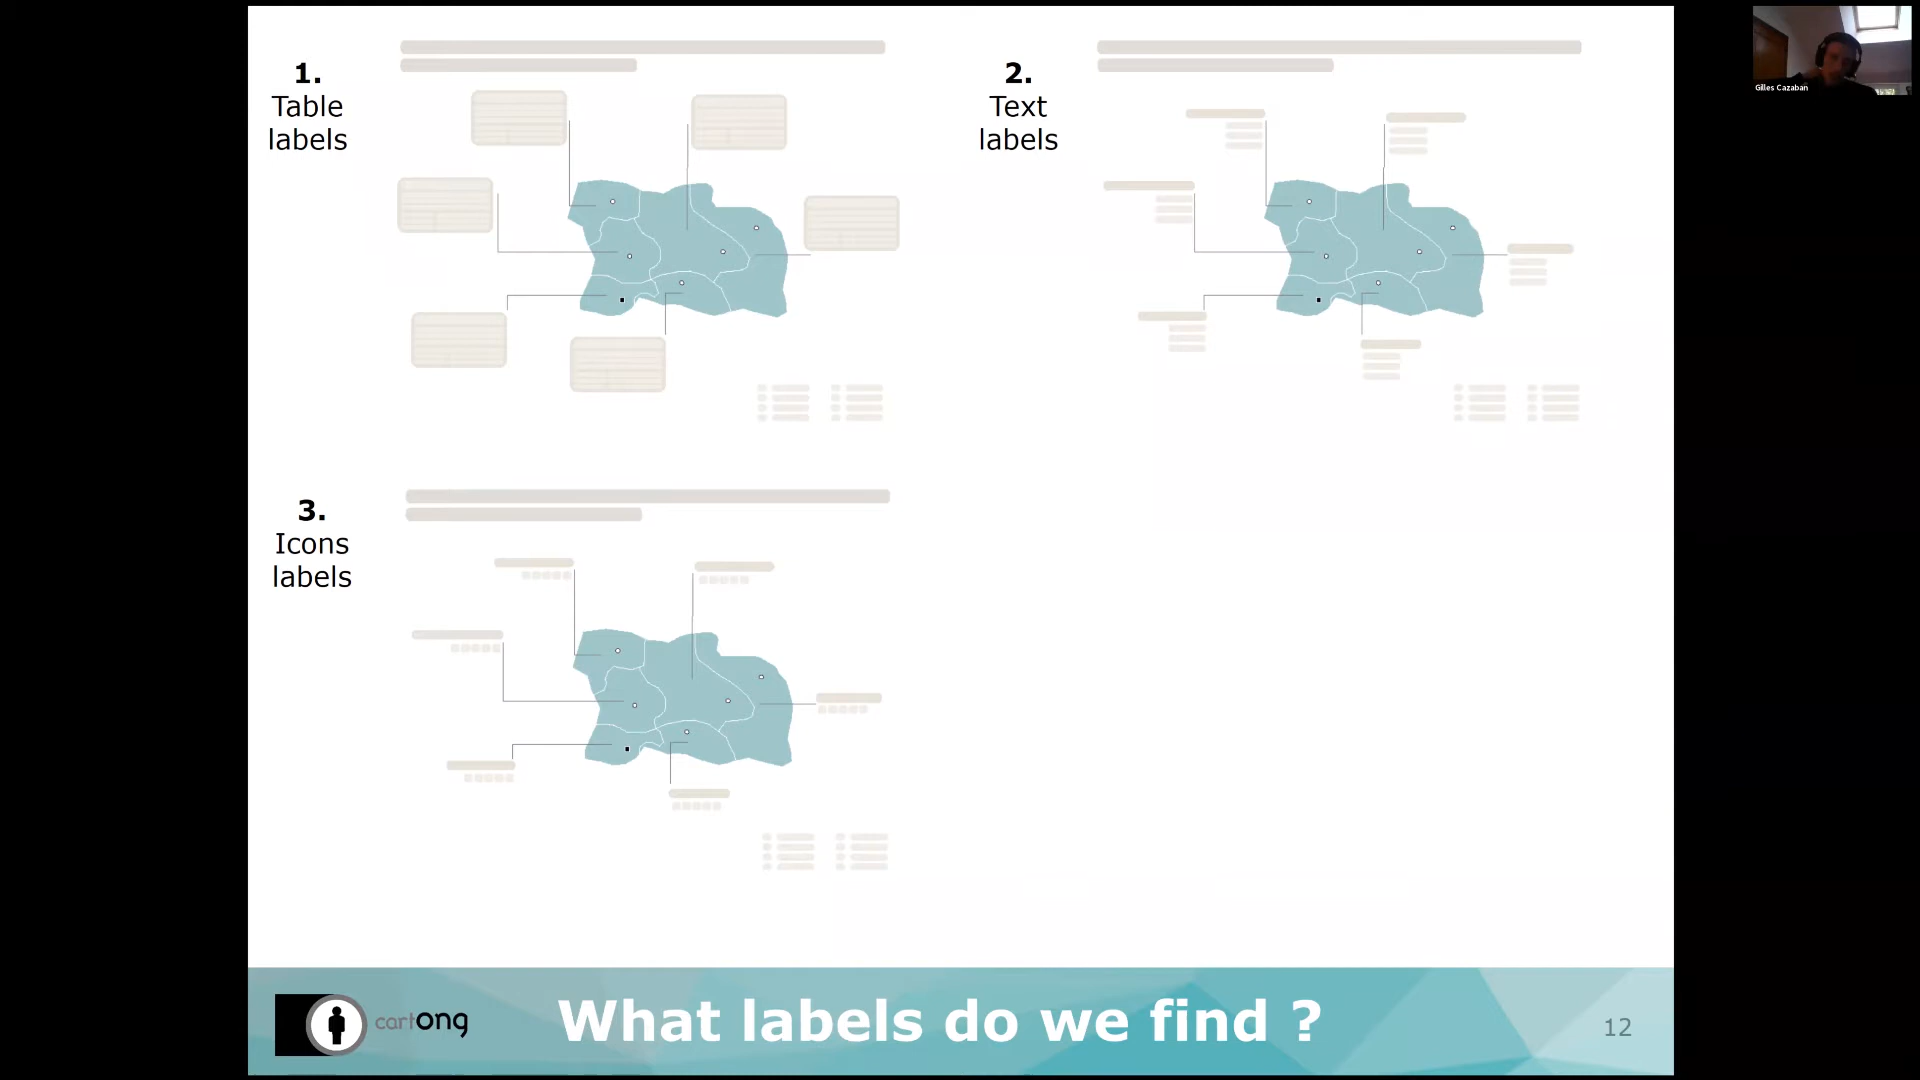 1.
Table
labels
2.
Text
labels
3.
Icons
labels
Gilles Cazaban
cartONG
What labels do we find ?
12